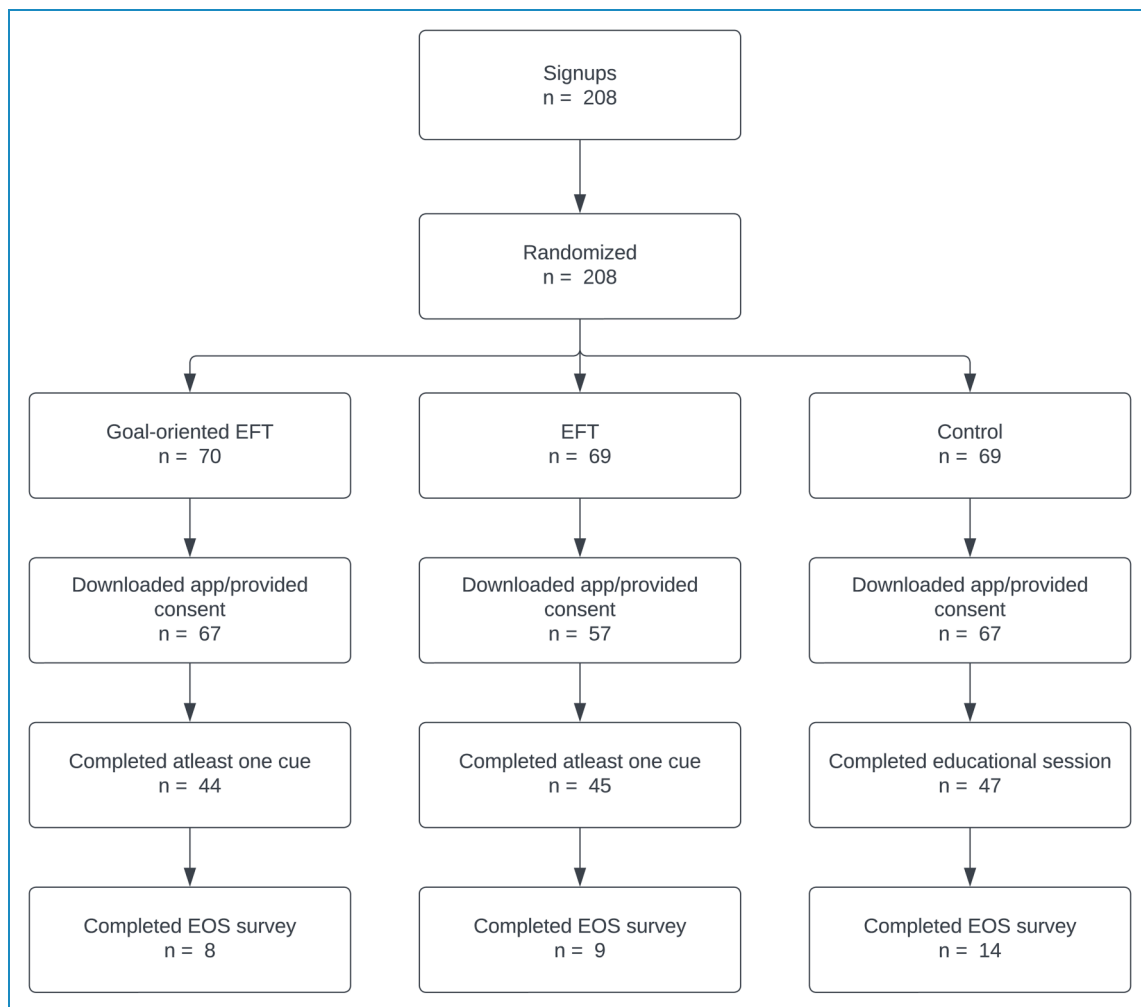 Signups
n = 208
Randomized
n = 208
Goal-oriented EFT
n = 70
EFT
n = 69
Control
n = 69
Downloaded app/provided
consent
n = 67
Downloaded app/provided
consent
n = 57
Downloaded app/provided
consent
n = 67
Completed atleast one cue
n = 44
Completed atleast one cue
n = 45
Completed educational session
n = 47
Completed EOS survey
n = 8
Completed EOS survey
n = 9
Completed EOS survey
n = 14